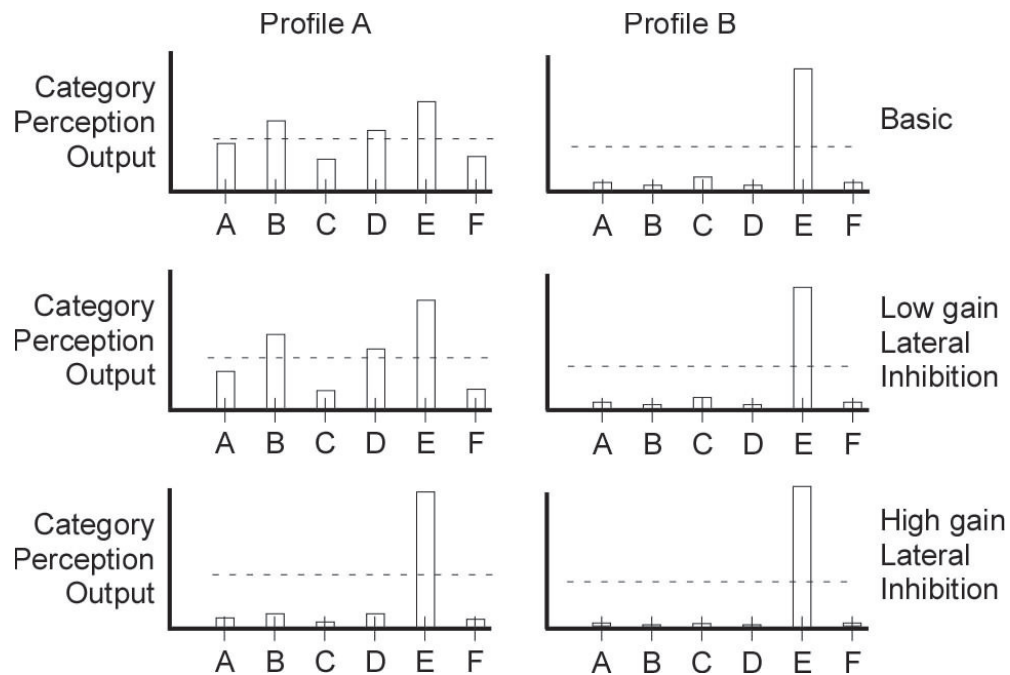 Profile A
Profile B
Category
Perception
Output
Basic
A B C D E F
A B C D E F
Category
Perception
Output
Low gain
Lateral
Inhibition
A B C D E F
A B C D E F
Category
Perception
Output
High gain
Lateral
Inhibition
A B C D E F
A B C D E F